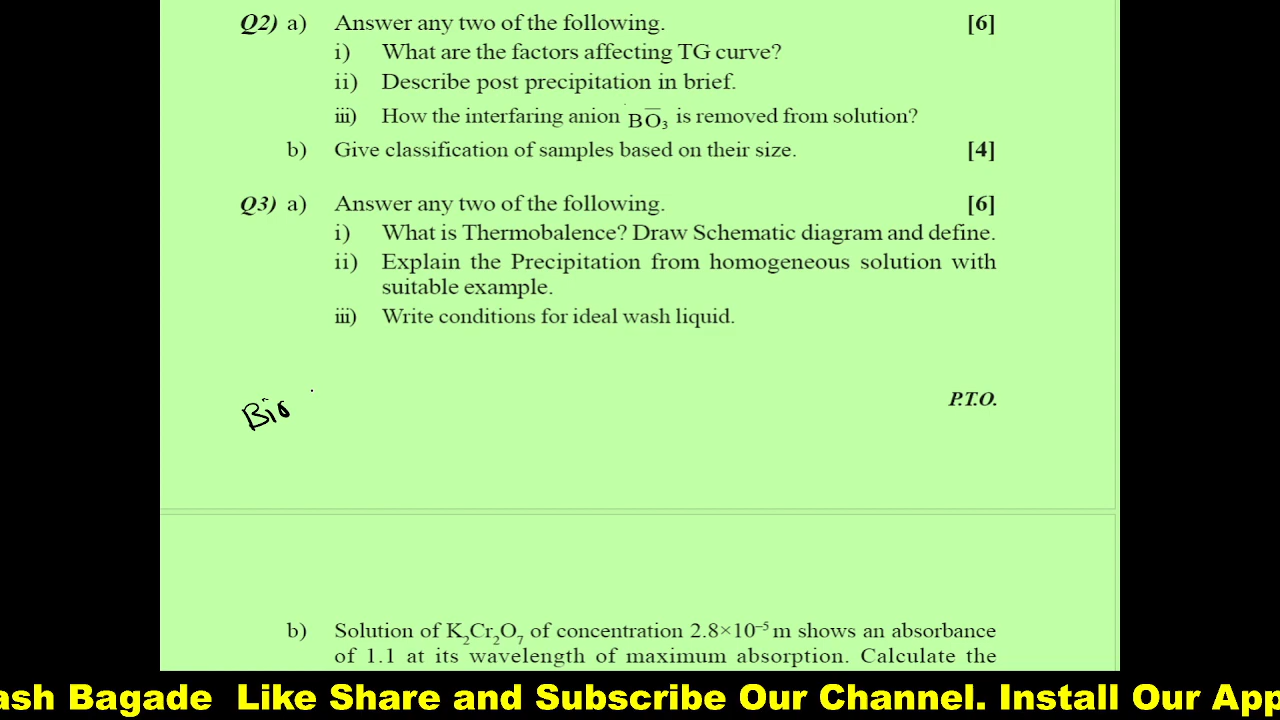 Q2) a) Answer any two of the following. [6]
i) What are the factors affecting TG curve?
ii) Describe post precipitation in brief.
iii) How the interfaring anion BO̅₃ is removed from solution?
b) Give classification of samples based on their size. [4]
Q3) a) Answer any two of the following. [6]
i) What is Thermobalence? Draw Schematic diagram and define.
ii) Explain the Precipitation from homogeneous solution with
suitable example.
iii) Write conditions for ideal wash liquid.
Bio
P.T.O.
b) Solution of K₂Cr₂O₇ of concentration 2.8×10⁻⁵ m shows an absorbance
of 1.1 at its wavelength of maximum absorption. Calculate the
ash Bagade Like Share and Subscribe Our Channel. Install Our App